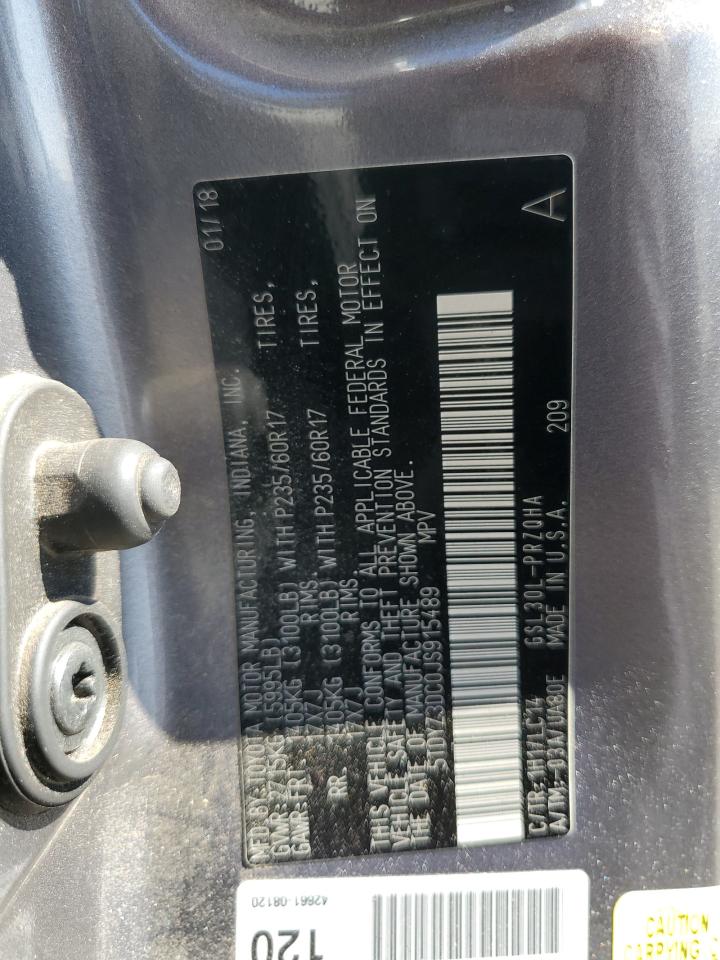 MFD BY:TOYOTA MOTOR MANUFACTURING, INDIANA, INC. 01/18
GVWR 2715KG (5995LB)
GAWR:FRT 1405KG (3100LB) WITH P235/60R17 TIRES,
17X7J RIMS
RR 1405KG (3100LB) WITH P235/60R17 TIRES,
17X7J RIMS
THIS VEHICLE CONFORMS TO ALL APPLICABLE FEDERAL MOTOR
VEHICLE SAFETY AND THEFT PREVENTION STANDARDS IN EFFECT ON
THE DATE OF MANUFACTURE SHOWN ABOVE.
MPV
C/TR: GSL30L-PRZQHA
MADE IN U.S.A. 209
A
42661-08120
120
CAUTION